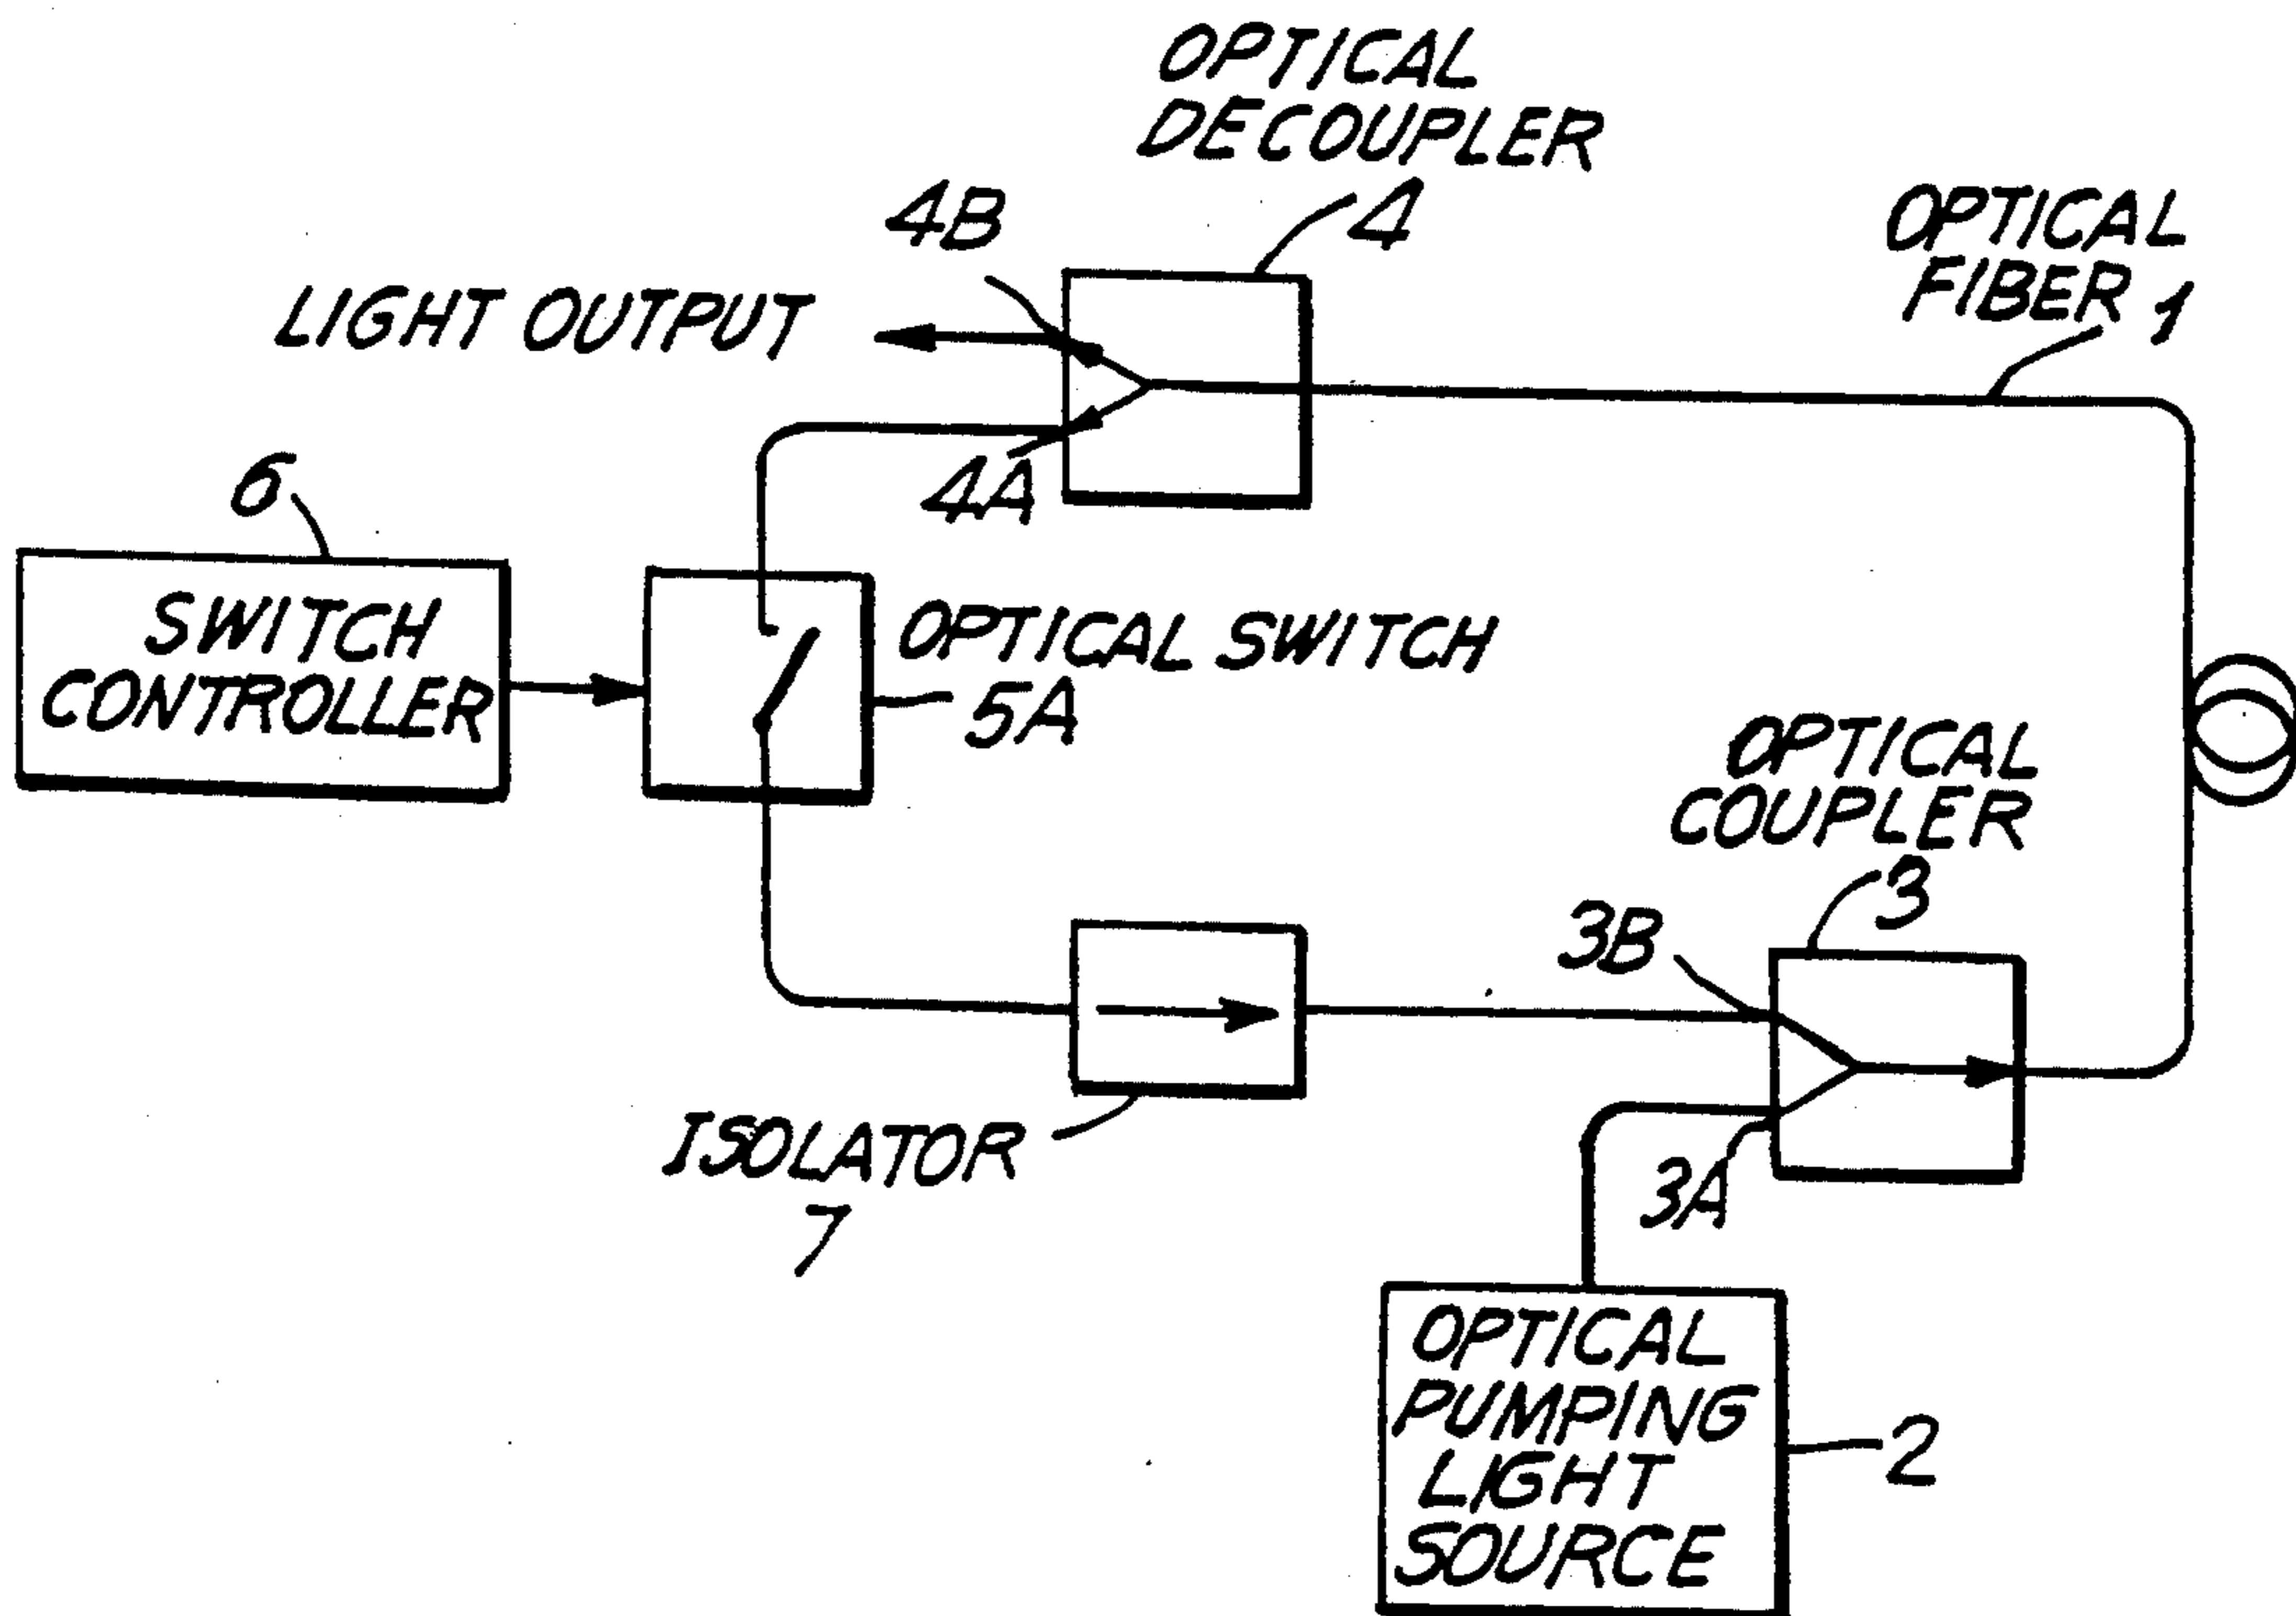 OPTICAL
DECOUPLER
4
4B
OPTICAL
FIBER 1
LIGHT OUTPUT
4A
6
SWITCH
CONTROLLER
OPTICAL SWITCH
5A
OPTICAL
COUPLER
3
3B
ISOLATOR
7
3A
OPTICAL
PUMPING
LIGHT
SOURCE
2